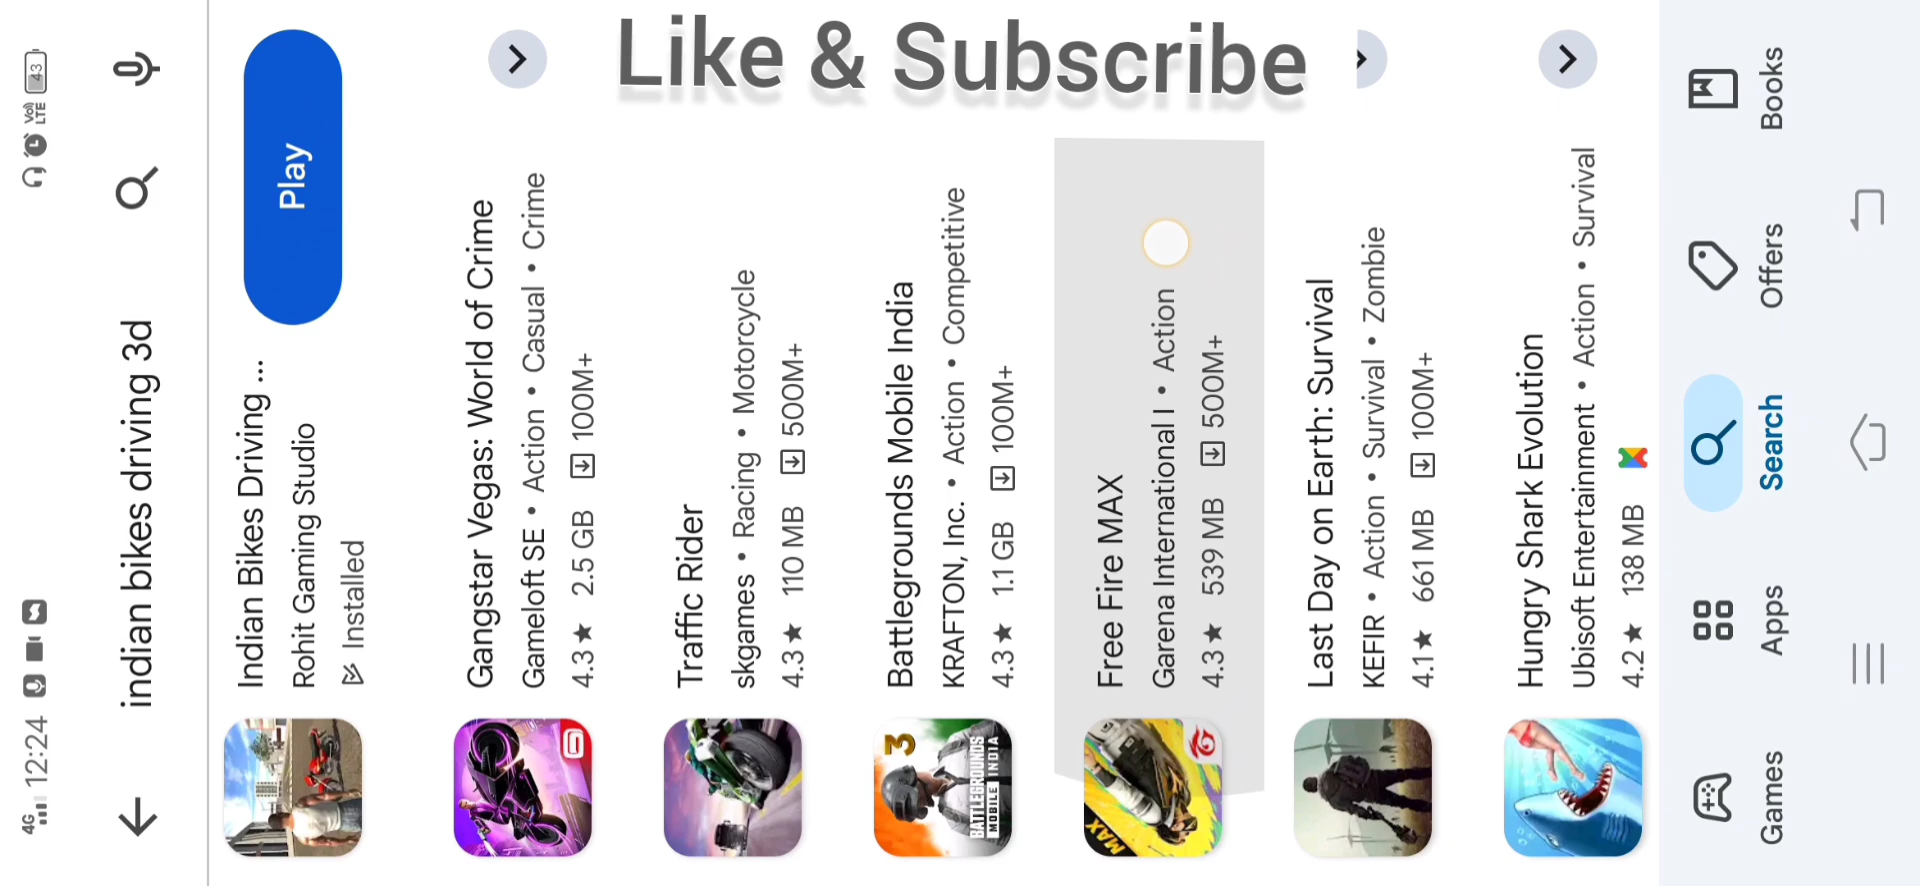 Like & Subscribe
4G 12:24 Vo) LTE 43
indian bikes driving 3d
Indian Bikes Driving ...
Rohit Gaming Studio
Installed
Play
Gangstar Vegas: World of Crime
Gameloft SE • Action • Casual • Crime
4.3★ 2.5 GB 100M+
Traffic Rider
skgames • Racing • Motorcycle
4.3★ 110 MB 500M+
3
BATTLEGROUNDS
MOBILE INDIA
Battlegrounds Mobile India
KRAFTON, Inc. • Action • Competitive
4.3★ 1.1 GB 100M+
MAX
Free Fire MAX
Garena International I • Action
4.3★ 539 MB 500M+
Last Day on Earth: Survival
KEFIR • Action • Survival • Zombie
4.1★ 661 MB 100M+
Hungry Shark Evolution
Ubisoft Entertainment • Action • Survival
4.2★ 138 MB
Games Apps Search Offers Books